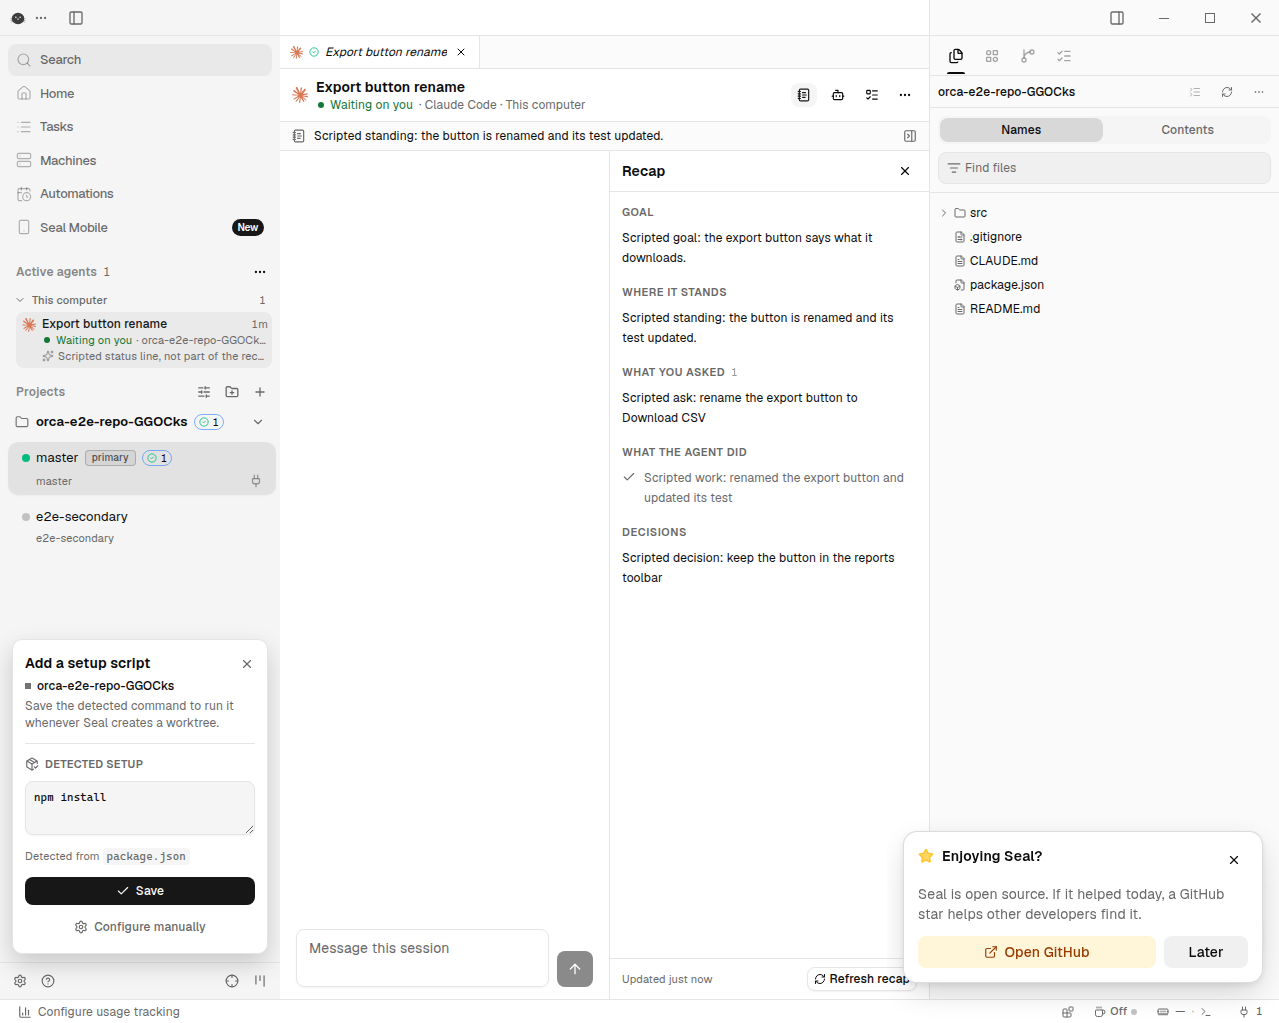 Search
Home
Tasks
Machines
Automations
Seal Mobile
New
Active agents 1
This computer 1
Export button rename 1m
Waiting on you · orca-e2e-repo-GGOCk...
Scripted status line, not part of the rec...
Projects
orca-e2e-repo-GGOCks 1
master primary 1
master
e2e-secondary
e2e-secondary
Add a setup script
orca-e2e-repo-GGOCks
Save the detected command to run it
whenever Seal creates a worktree.
DETECTED SETUP
npm install
Detected from package.json
Save
Configure manually
Configure usage tracking
Export button rename
Export button rename
Waiting on you · Claude Code · This computer
Scripted standing: the button is renamed and its test updated.
Recap
GOAL
Scripted goal: the export button says what it
downloads.
WHERE IT STANDS
Scripted standing: the button is renamed and its
test updated.
WHAT YOU ASKED 1
Scripted ask: rename the export button to
Download CSV
WHAT THE AGENT DID
Scripted work: renamed the export button and
updated its test
DECISIONS
Scripted decision: keep the button in the reports
toolbar
Message this session
Updated just now
Refresh recap
orca-e2e-repo-GGOCks
Names
Contents
Find files
src
.gitignore
CLAUDE.md
package.json
README.md
Enjoying Seal?
Seal is open source. If it helped today, a GitHub
star helps other developers find it.
Open GitHub
Later
Off
1